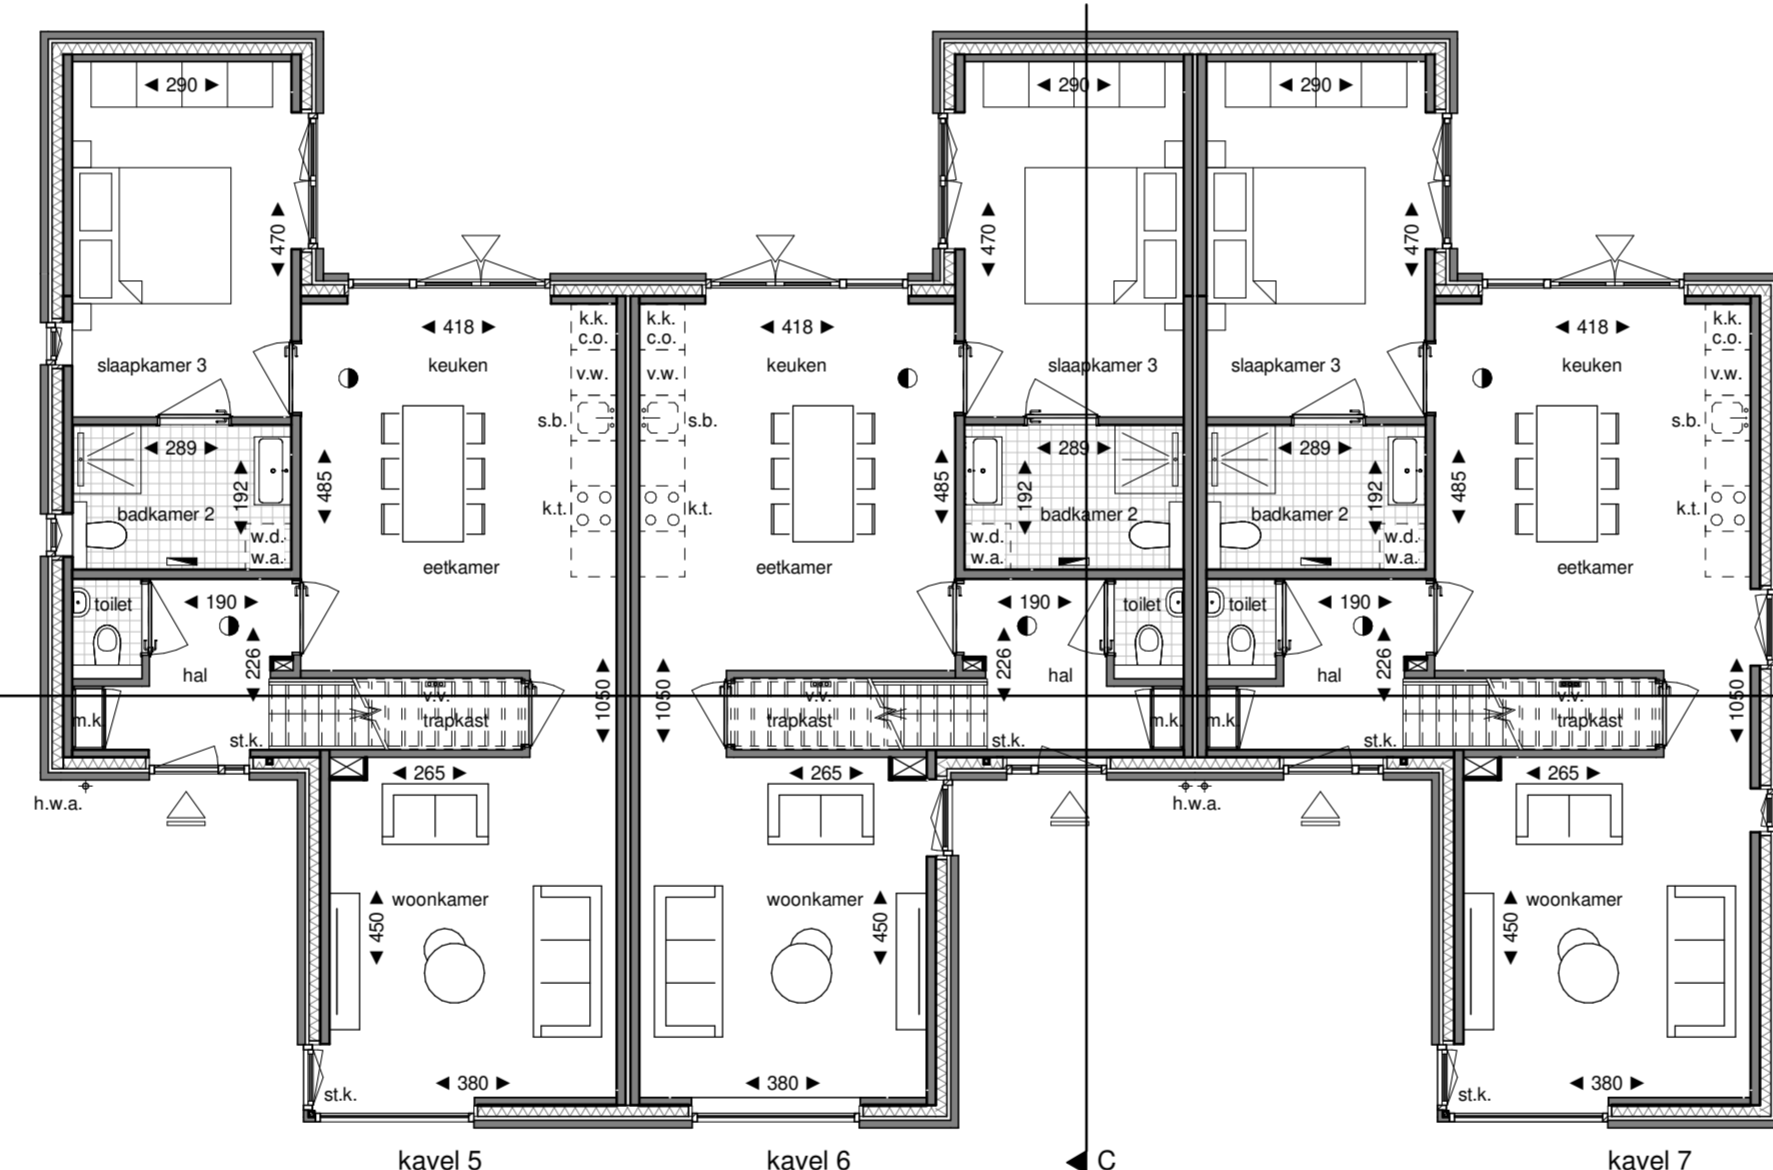 290
290
290
470
470
470
418
418
418
k.k.
c.o.
k.k.
c.o.
k.k.
c.o.
slaapkamer 3
keuken
v.w.
v.w.
keuken
slaapkamer 3
slaapkamer 3
keuken
v.w.
s.b.
s.b.
s.b.
289
289
289
192
485
485
192
192
485
badkamer 2
k.t.
k.t.
badkamer 2
badkamer 2
k.t.
w.d.
w.a.
w.d.
w.a.
w.d.
w.a.
eetkamer
eetkamer
eetkamer
toilet
190
190
toilet
toilet
190
226
226
226
hal
hal
hal
1050
1050
1050
m.k.
v.v.
trapkast
v.v.
trapkast
m.k.
m.k.
v.v.
trapkast
st.k.
st.k.
st.k.
265
265
265
h.w.a.
h.w.a.
450
woonkamer
woonkamer
450
450
woonkamer
380
380
380
st.k.
st.k.
kavel 5
kavel 6
C
kavel 7